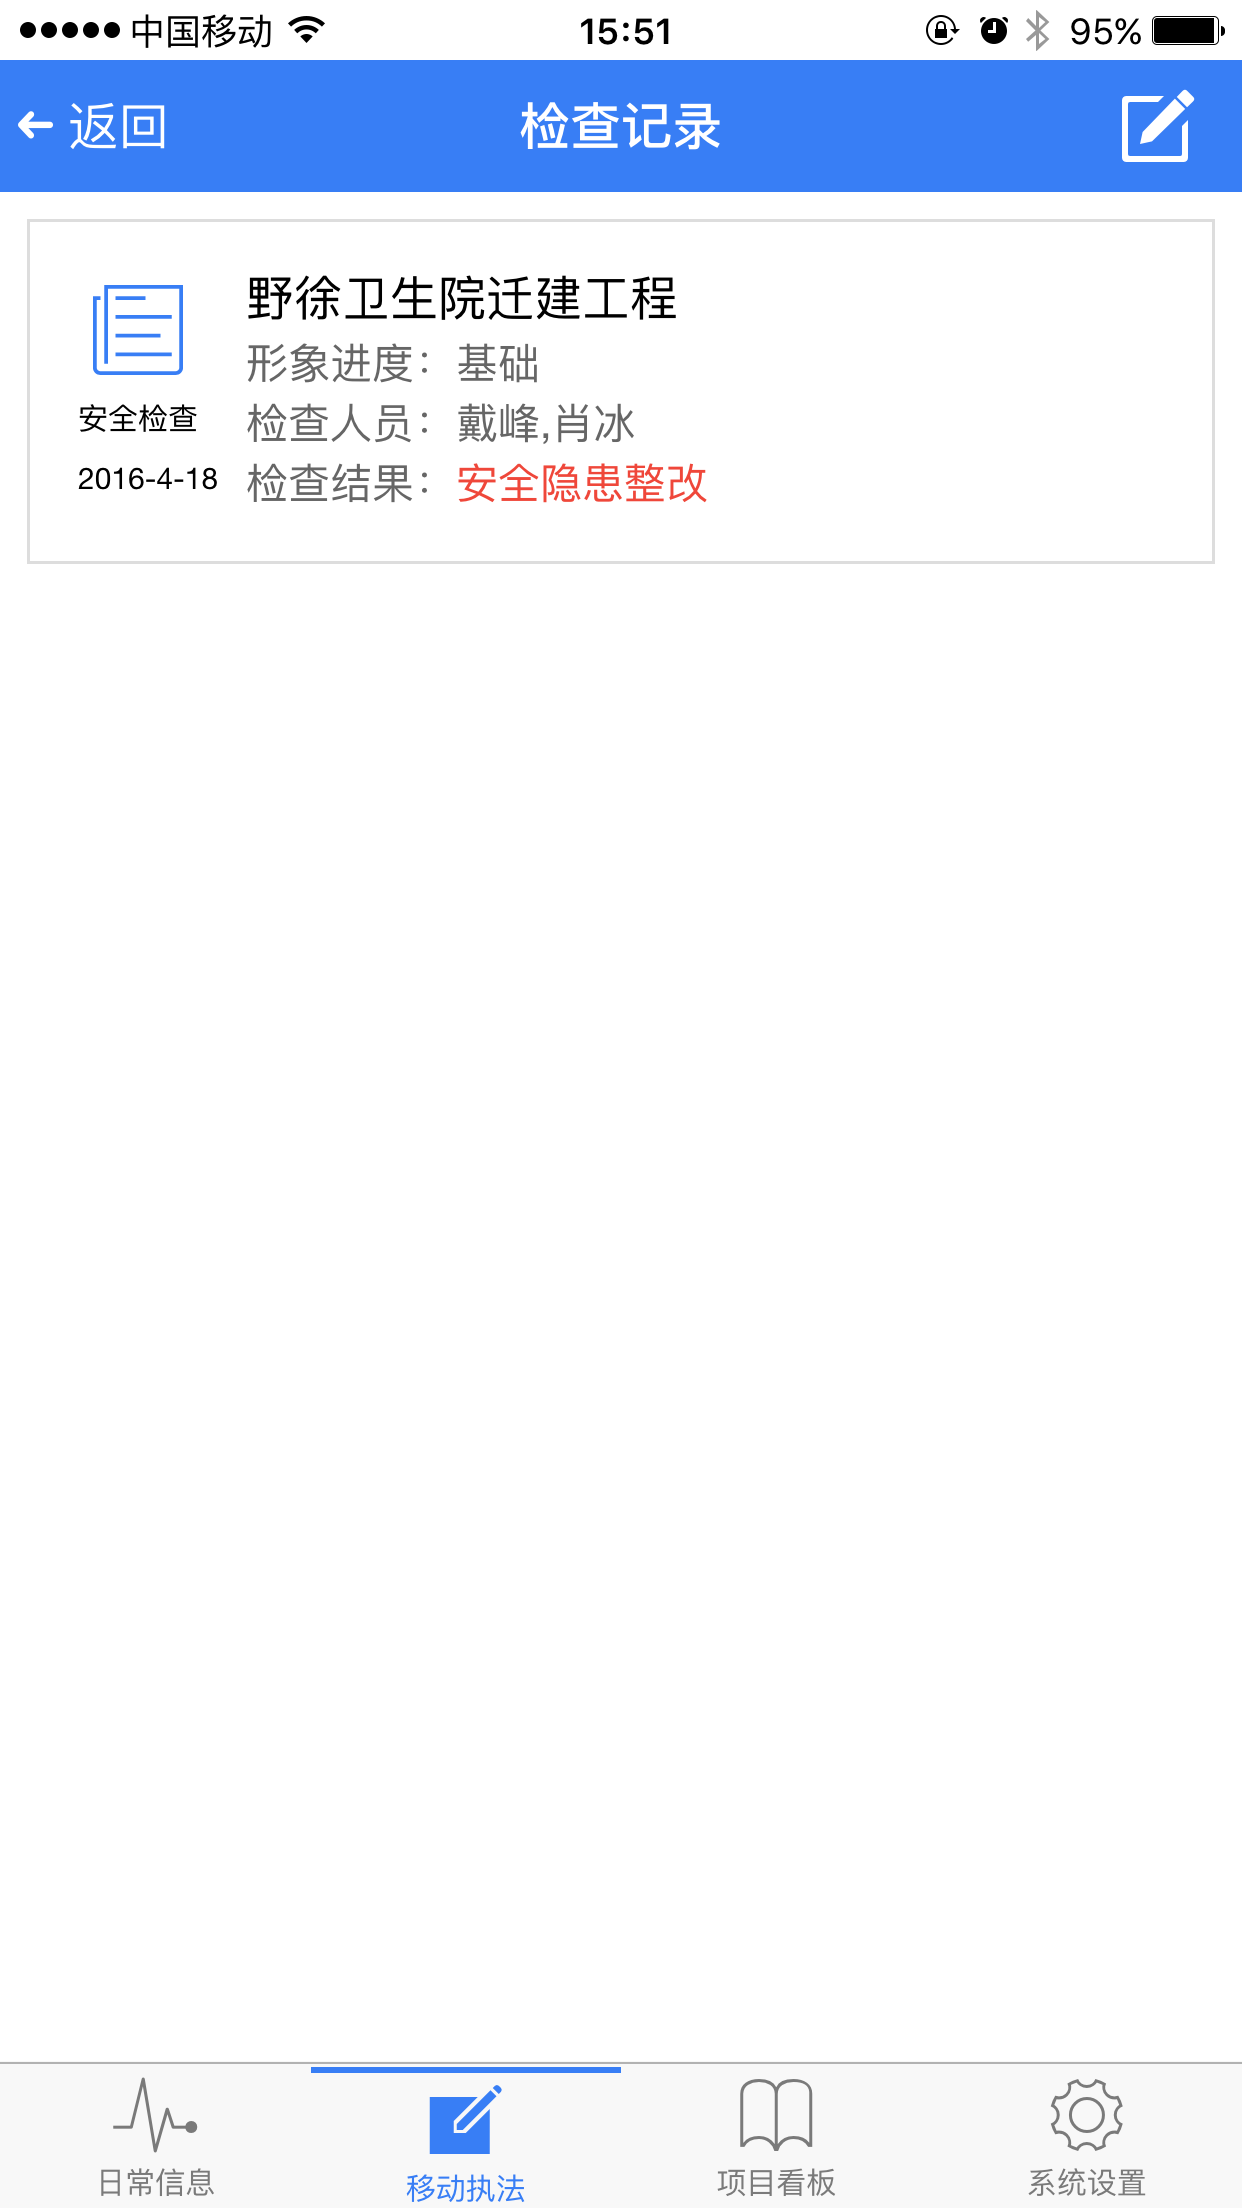 中国移动 15:51 95%
返回 检查记录
野徐卫生院迁建工程
形象进度：基础
安全检查
检查人员：戴峰,肖冰
2016-4-18
检查结果：安全隐患整改
日常信息 移动执法 项目看板 系统设置